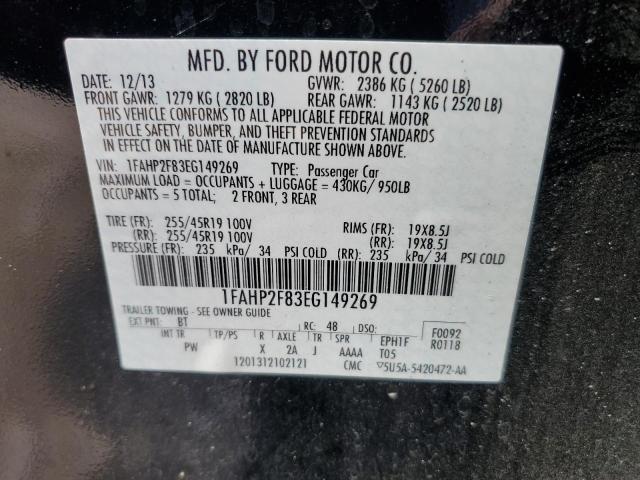 MFD. BY FORD MOTOR CO.
DATE: 12/13 GVWR: 2386 KG ( 5260 LB)
FRONT GAWR: 1279 KG ( 2820 LB) REAR GAWR: 1143 KG ( 2520 LB)
THIS VEHICLE CONFORMS TO ALL APPLICABLE FEDERAL MOTOR
VEHICLE SAFETY, BUMPER, AND THEFT PREVENTION STANDARDS
IN EFFECT ON THE DATE OF MANUFACTURE SHOWN ABOVE.
VIN: 1FAHP2F83EG149269 TYPE: Passenger Car
MAXIMUM LOAD = OCCUPANTS + LUGGAGE = 430KG/ 950LB
OCCUPANTS = 5 TOTAL; 2 FRONT, 3 REAR
TIRE (FR): 255/45R19 100V RIMS (FR): 19X8.5J
(RR): 255/45R19 100V (RR): 19X8.5J
PRESSURE (FR): 235 kPa/ 34 PSI COLD (RR): 235 kPa/ 34 PSI COLD
1FAHP2F83EG149269
TRAILER TOWING - SEE OWNER GUIDE
EXT PNT: BT RC: 48 DSO: F0092
INT TR TP/PS R AXLE TR SPR EPH1F R0118
PW X 2A J AAAA T05
1201312102121 CMC ▽5U5A-5420472-AA